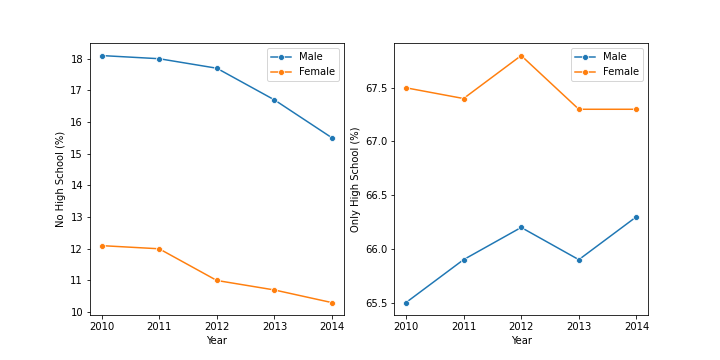 18
17
16
15
14
13
12
11
10
No High School (%)
2010 2011 2012 2013 2014
Year
Male
Female
67.5
67.0
66.5
66.0
65.5
Only High School (%)
2010 2011 2012 2013 2014
Year
Male
Female